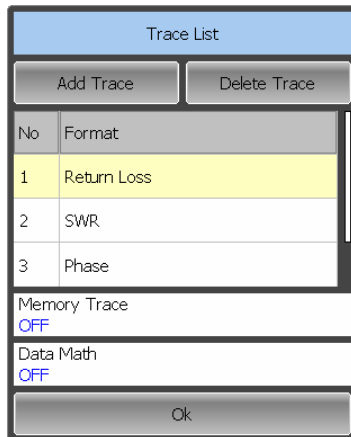 Trace List
Add Trace Delete Trace
No Format
1 Return Loss
2 SWR
3 Phase
Memory Trace
OFF
Data Math
OFF
Ok